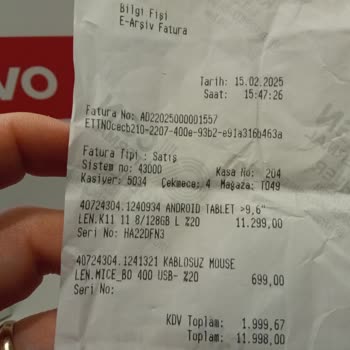 VO
Bilgi Fişi
E-Arşiv Fatura
Tarih: 15.02.2025
Saat: 15:47:26
Fatura No: AD22025000001557
ETTNOcecb210-2207-400e-93b2-e91a316b463a
Fatura Tipi : Satış
Sistem no: 43000 Kasa No: 204
Kasiyer: 5034 Çekmece: 4 Mağaza: T049
40724304.1240934 ANDROID TABLET >9,6"
LEN.K11 11 8/128GB L %20 11.299,00
Seri No: HA22DFN3
40724304.1241321 KABLOSUZ MOUSE
LEN.MICE_BO 400 USB- %20 699,00
Seri No:
KDV Toplam: 1.999,67
Toplam: 11.998,00